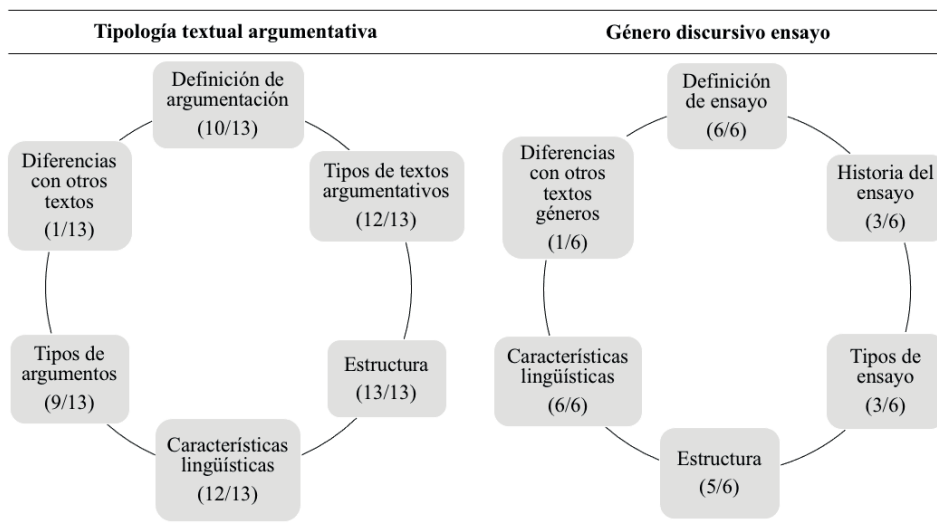 Tipología textual argumentativa
Género discursivo ensayo
Definición de
argumentación
(10/13)
Tipos de textos
argumentativos
(12/13)
Estructura
(13/13)
Características
lingüísticas
(12/13)
Tipos de
argumentos
(9/13)
Diferencias
con otros
textos
(1/13)
Definición
de ensayo
(6/6)
Historia del
ensayo
(3/6)
Tipos de
ensayo
(3/6)
Estructura
(5/6)
Características
lingüísticas
(6/6)
Diferencias
con otros
textos
géneros
(1/6)